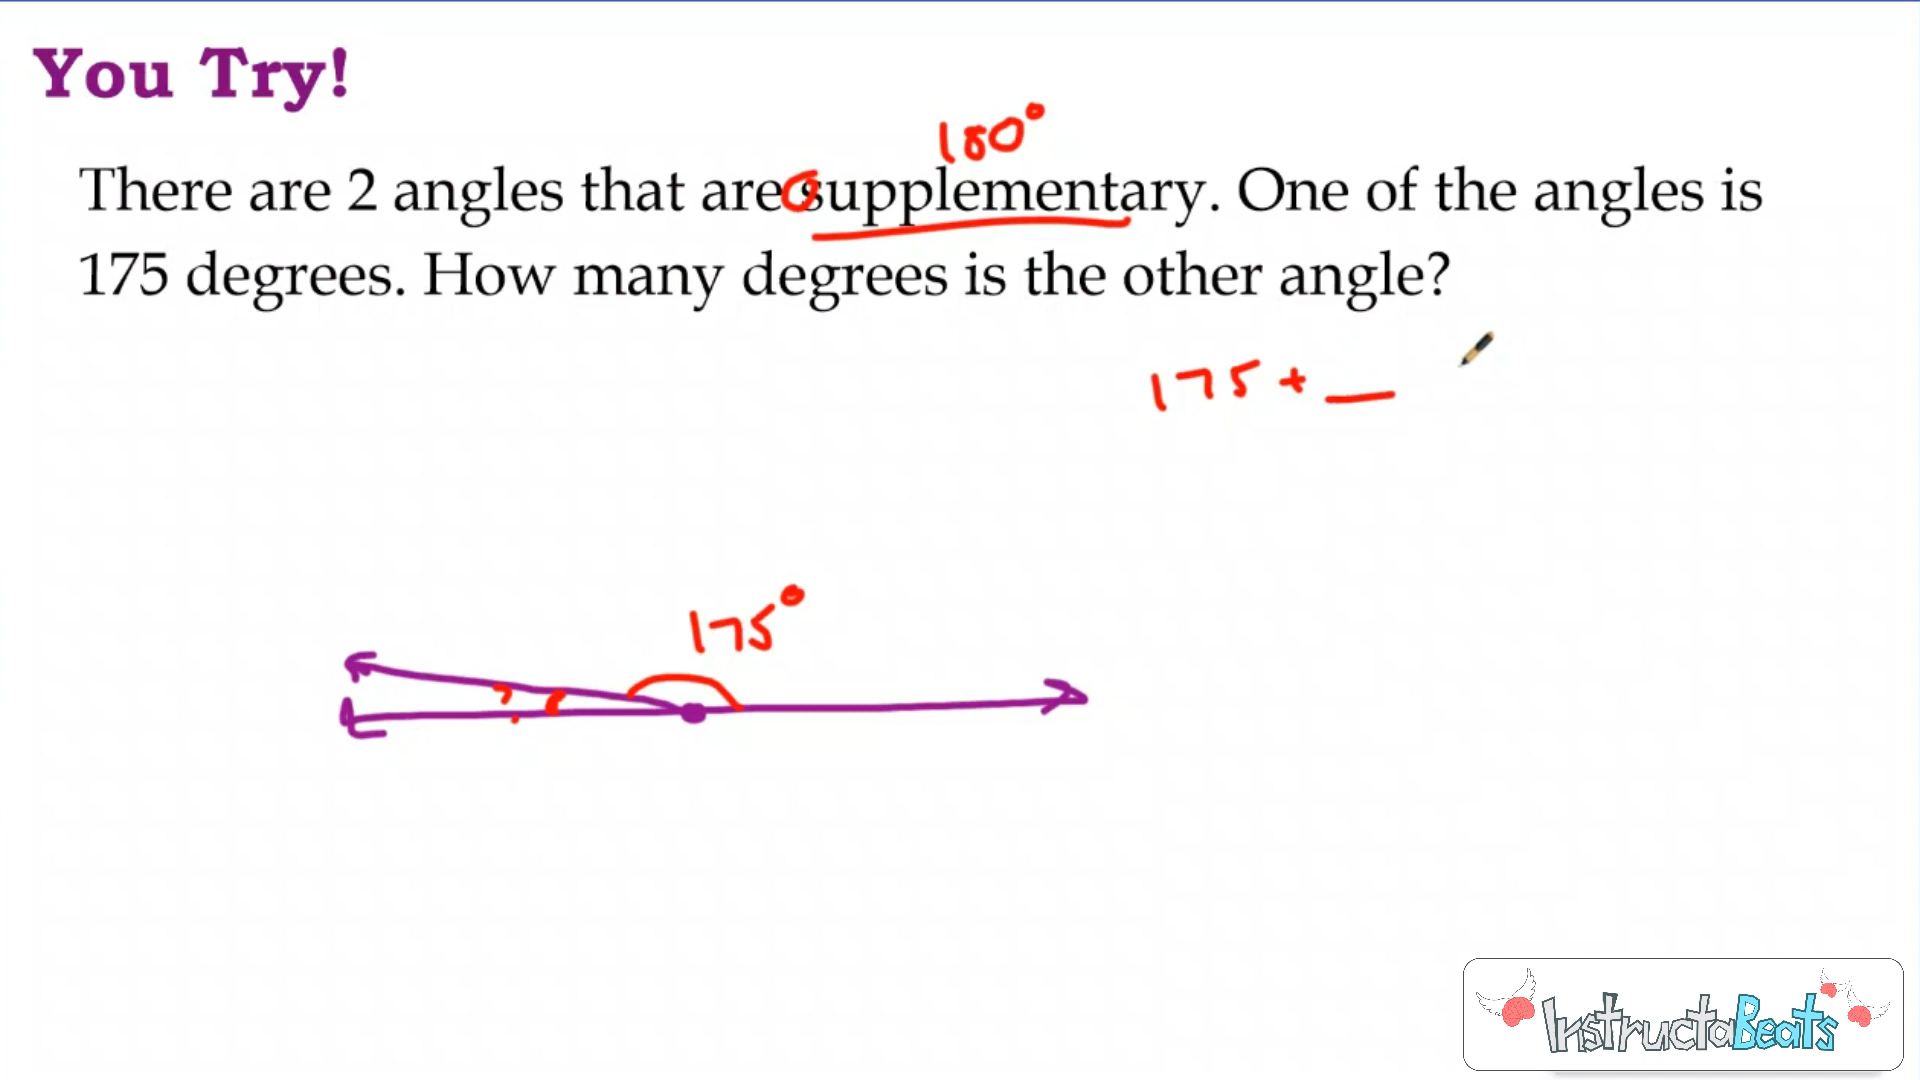 You Try!
180°
There are 2 angles that are supplementary. One of the angles is
175 degrees. How many degrees is the other angle?
175 + __
175°
?
InstructaBeats